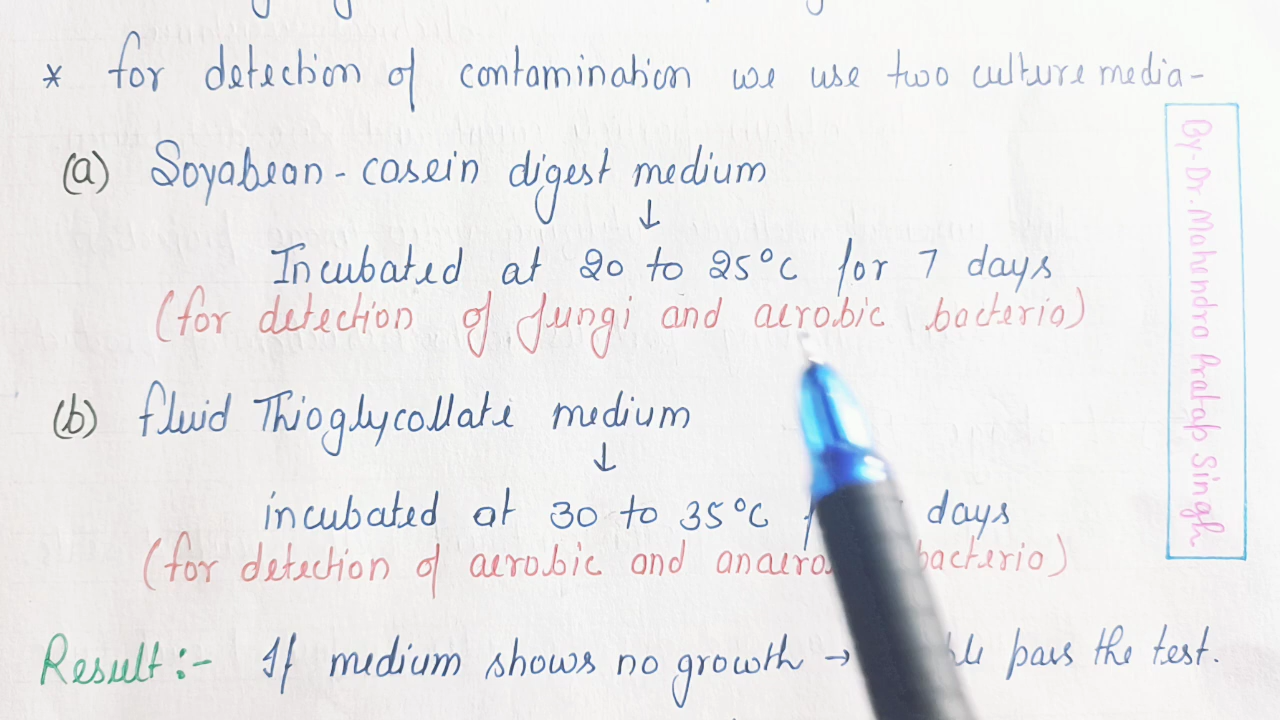 * for detection of contamination we use two culture media-
(a) Soyabean - casein digest medium
↓
Incubated at 20 to 25°C for 7 days
(for detection of fungi and aerobic bacteria)
(b) fluid Thioglycollate medium
↓
incubated at 30 to 35°C days
(for detection of aerobic and bacteria)
Result:- If medium shows no growth → pass the test.
By- Dr. Mahendra Pratap Singh